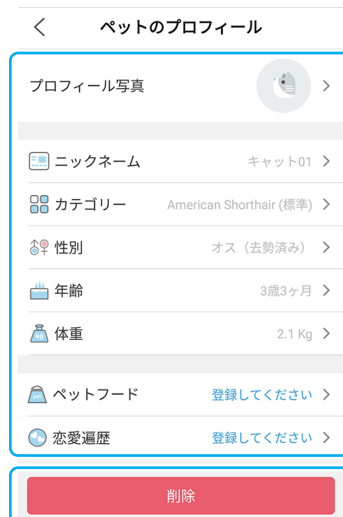 ペットのプロフィール
プロフィール写真
ニックネーム キャット01
カテゴリー American Shorthair (標準)
性別 オス（去勢済み）
年齢 3歳3ヶ月
体重 2.1 Kg
ペットフード 登録してください
恋愛遍歴 登録してください
削除